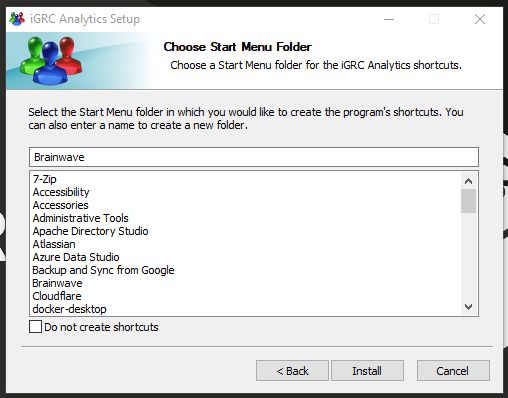 iGRC Analytics Setup
Choose Start Menu Folder
Choose a Start Menu folder for the iGRC Analytics shortcuts.
Select the Start Menu folder in which you would like to create the program's shortcuts. You
can also enter a name to create a new folder.
Brainwave
7-Zip
Accessibility
Accessories
Administrative Tools
Apache Directory Studio
Atlassian
Azure Data Studio
Backup and Sync from Google
Brainwave
Cloudflare
docker-desktop
Do not create shortcuts
< Back
Install
Cancel